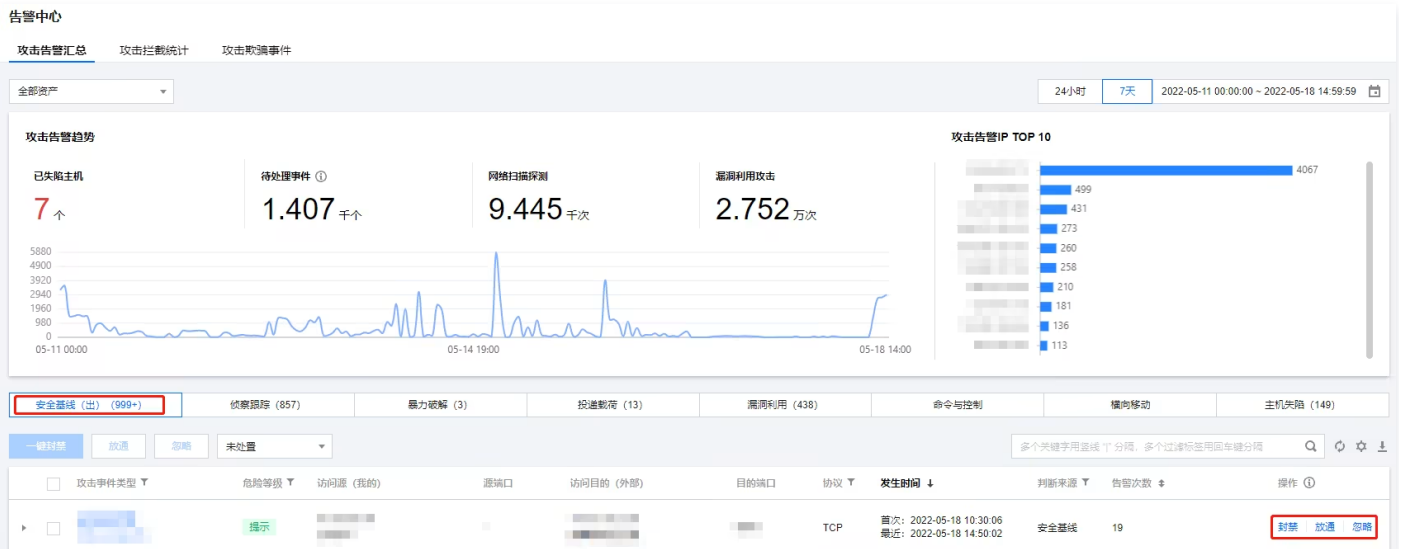 告警中心
攻击告警汇总 攻击拦截统计 攻击欺骗事件
全部资产 24小时 7天 2022-05-11 00:00:00 ~ 2022-05-18 14:59:59
攻击告警趋势
已失陷主机 待处理事件 网络扫描探测 漏洞利用攻击
7 个 1.407 千个 9.445 千次 2.752 万次
5880
4900
3920
2940
1960
980
0
05-11 00:00 05-14 19:00 05-18 14:00
攻击告警IP TOP 10
4067
499
431
273
260
258
210
181
136
113
安全基线（出）（999+） 侦察跟踪（857） 暴力破解（3） 投递载荷（13） 漏洞利用（438） 命令与控制 横向移动 主机失陷（149）
一键封禁 放通 忽略 未处置 多个关键字用竖线 '|' 分隔，多个过滤标签用回车键分隔
攻击事件类型 危险等级 访问源（我的） 源端口 访问目的（外部） 目的端口 协议 发生时间 ↓ 判断来源 告警次数 操作
提示 TCP 首次：2022-05-18 10:30:06 安全基线 19 封禁 放通 忽略
最近：2022-05-18 14:50:02